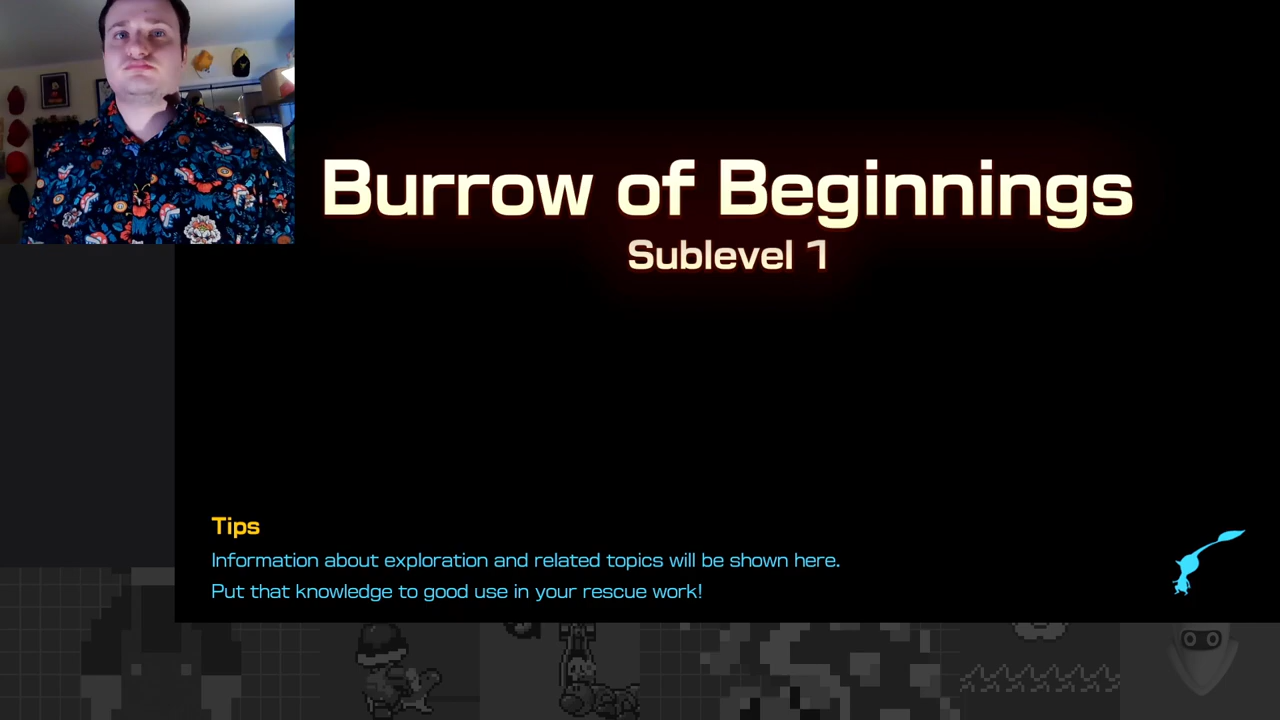 Burrow of Beginnings
Sublevel 1
Tips
Information about exploration and related topics will be shown here.
Put that knowledge to good use in your rescue work!